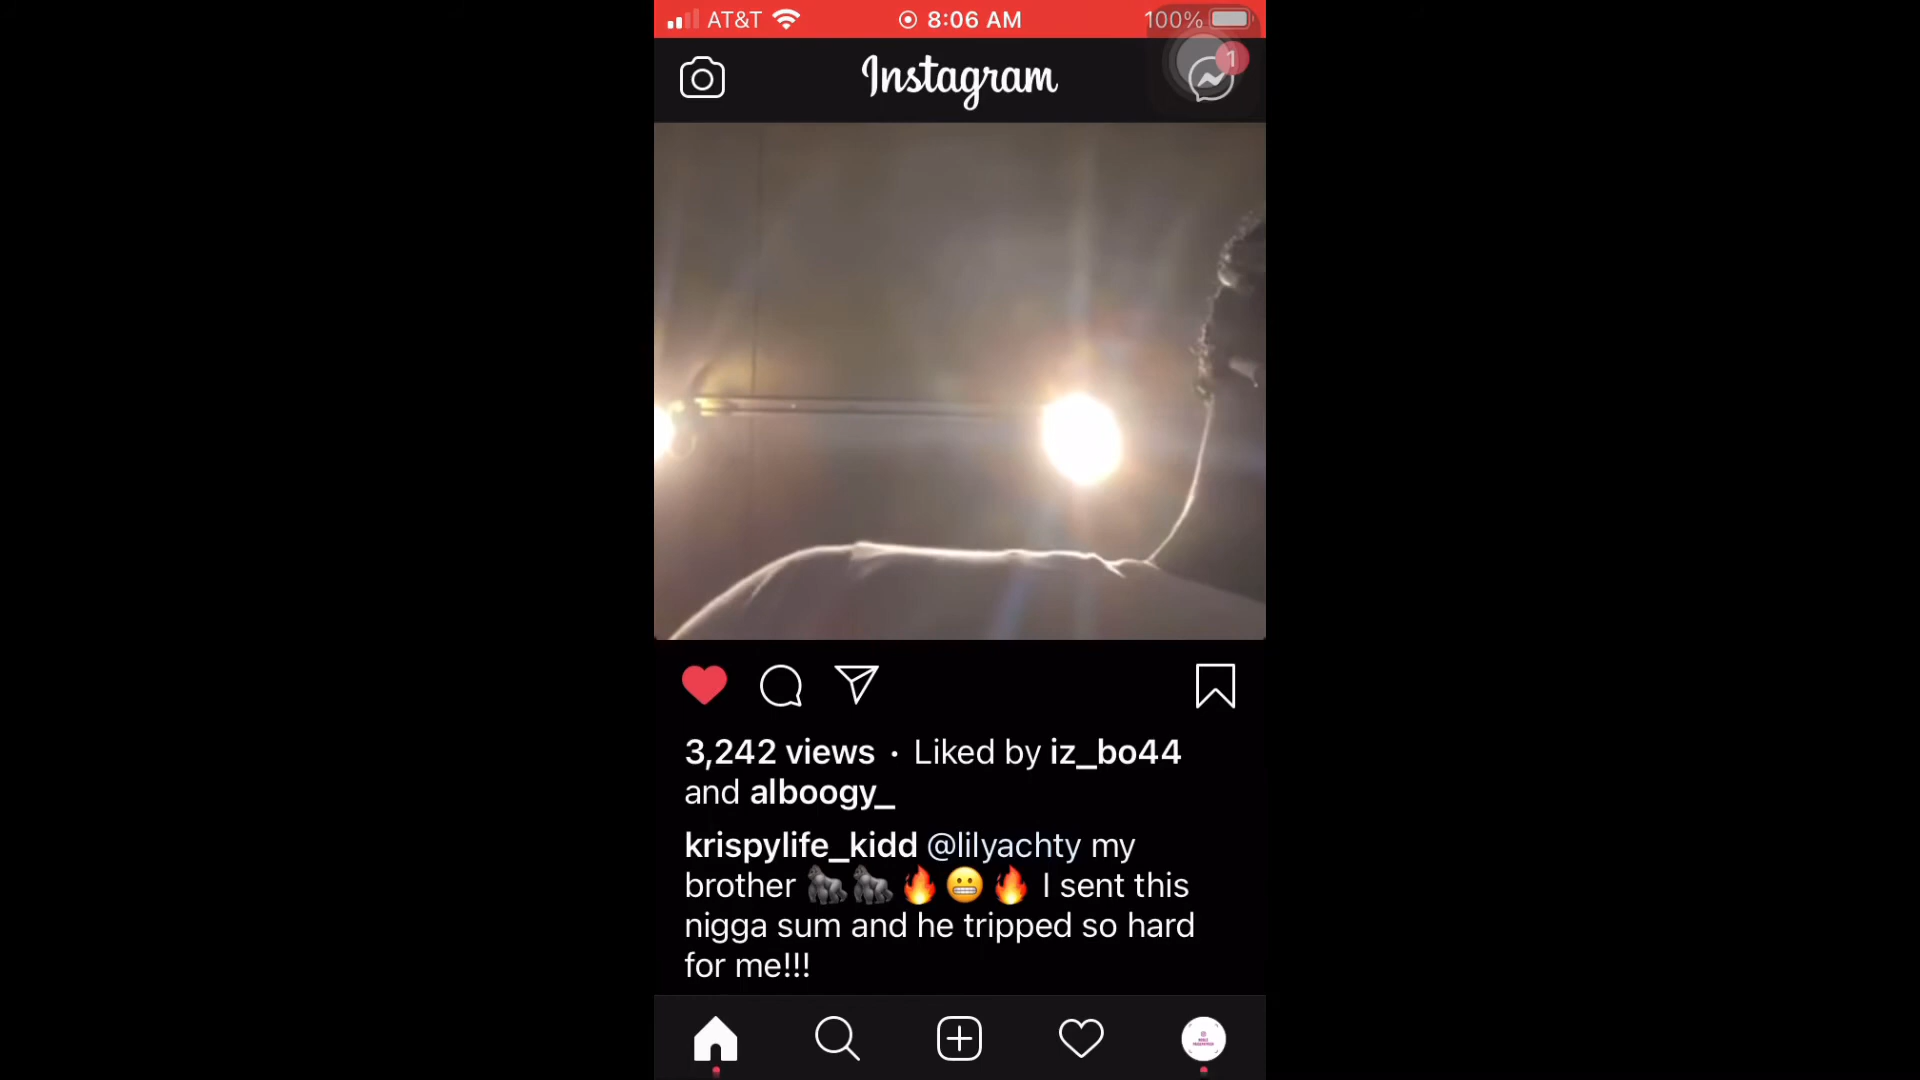 AT&T 8:06 AM 100%
Instagram
1
3,242 views · Liked by iz_bo44
and alboogy_
krispylife_kidd @lilyachty my
brother 🦍🦍🔥😬🔥 I sent this
nigga sum and he tripped so hard
for me!!!